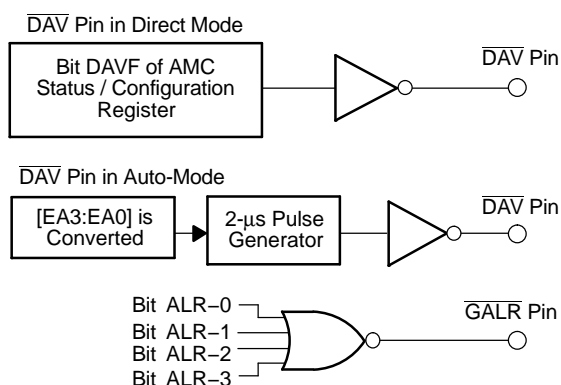 DAV Pin in Direct Mode
Bit DAVF of AMC
Status / Configuration
Register
DAV Pin
DAV Pin in Auto-Mode
[EA3:EA0] is
Converted
2-μs Pulse
Generator
DAV Pin
Bit ALR−0
Bit ALR−1
Bit ALR−2
Bit ALR−3
GALR Pin